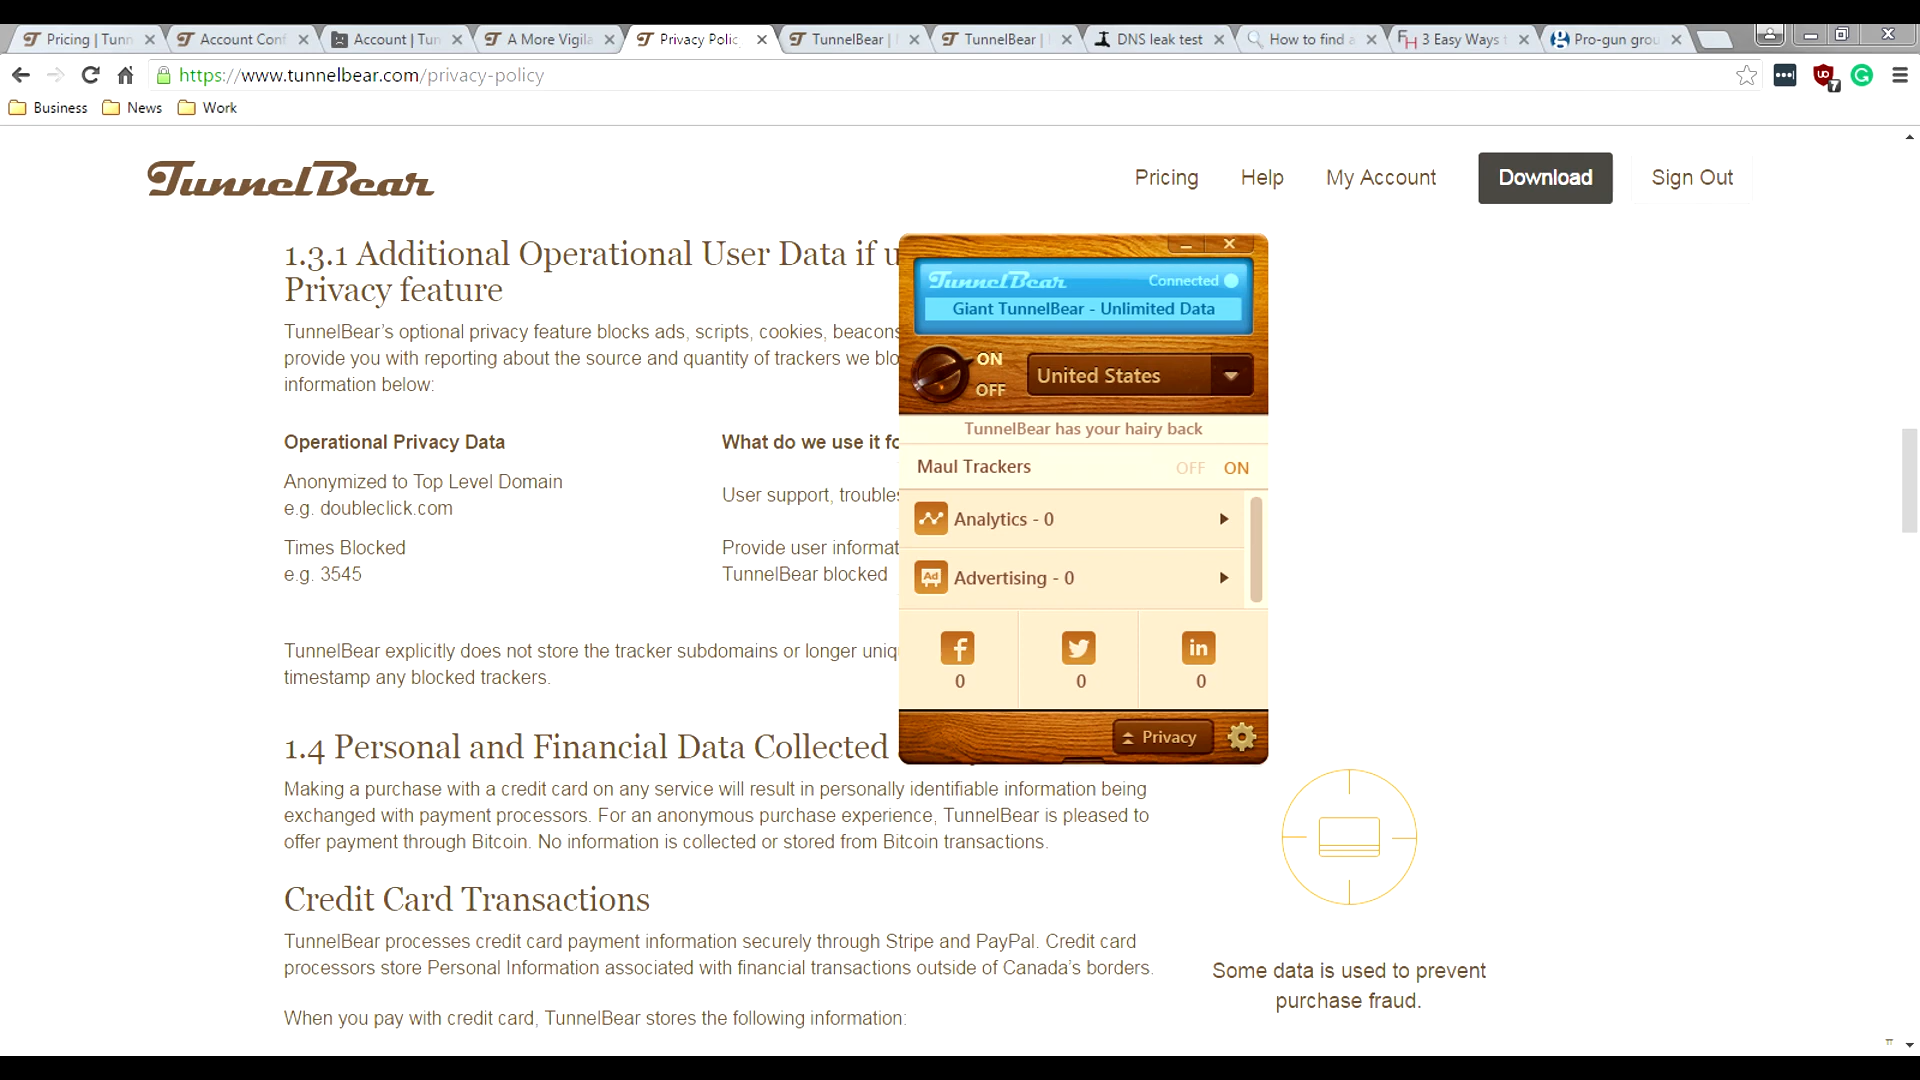 Pricing | Tunn
Account Conf
Account | Tun
A More Vigila
Privacy Polic
TunnelBear |
TunnelBear |
DNS leak test
How to find a
3 Easy Ways
Pro-gun grou
https://www.tunnelbear.com/privacy-policy
Business
News
Work
TunnelBear
Pricing
Help
My Account
Download
Sign Out
1.3.1 Additional Operational User Data if u
Privacy feature
TunnelBear's optional privacy feature blocks ads, scripts, cookies, beacons
provide you with reporting about the source and quantity of trackers we blo
information below:
Operational Privacy Data
What do we use it fo
Anonymized to Top Level Domain
e.g. doubleclick.com
User support, troubles
Times Blocked
e.g. 3545
Provide user informat
TunnelBear blocked
TunnelBear explicitly does not store the tracker subdomains or longer uniq
timestamp any blocked trackers.
1.4 Personal and Financial Data Collected
Making a purchase with a credit card on any service will result in personally identifiable information being
exchanged with payment processors. For an anonymous purchase experience, TunnelBear is pleased to
offer payment through Bitcoin. No information is collected or stored from Bitcoin transactions.
Credit Card Transactions
TunnelBear processes credit card payment information securely through Stripe and PayPal. Credit card
processors store Personal Information associated with financial transactions outside of Canada's borders.
When you pay with credit card, TunnelBear stores the following information:
Some data is used to prevent
purchase fraud.
TunnelBear
Connected
Giant TunnelBear - Unlimited Data
ON
OFF
United States
TunnelBear has your hairy back
Maul Trackers
OFF ON
Analytics - 0
Ad
Advertising - 0
0
0
in
0
Privacy